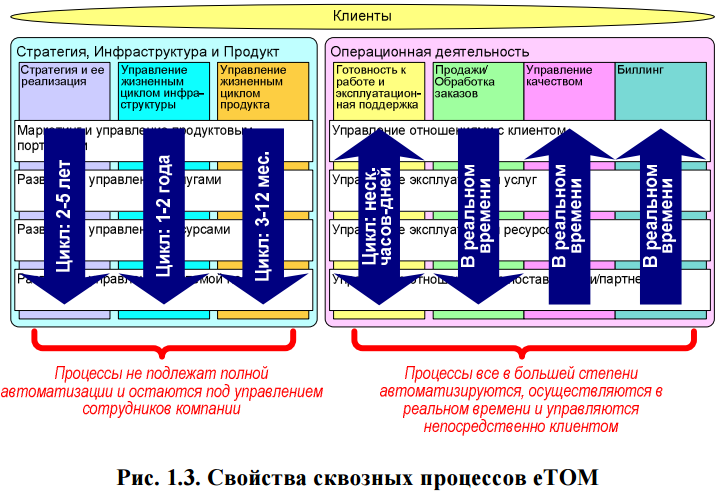 Клиенты
Стратегия, Инфраструктура и Продукт
Стратегия и ее
реализация
Управление
жизненным
циклом инфра-
структуры
Управление
жизненным
циклом
продукта
Маркетинг и управление продуктовым
Цикл: 2-5 лет
Цикл: 1-2 года
Цикл: 3-12 мес.
Операционная деятельность
Готовность к
работе и
эксплуатацион-
ная поддержка
Продажи/
Обработка
заказов
Управление
качеством
Биллинг
Управление отношениями с клиентом
Цикл: неск.
часов-дней
В реальном
времени
В реальном
времени
В реальном
времени
Процессы не подлежат полной
автоматизации и остаются под управлением
сотрудников компании
Процессы все в большей степени
автоматизируются, осуществляются в
реальном времени и управляются
непосредственно клиентом
Рис. 1.3. Свойства сквозных процессов eTOM